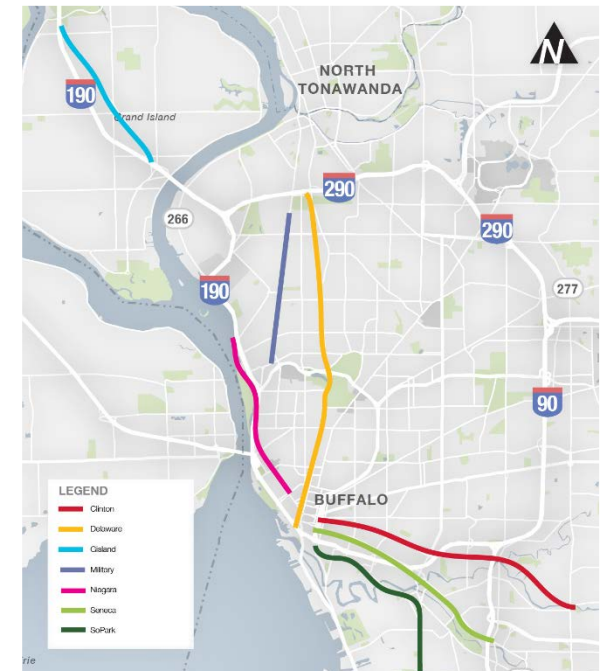 N
NORTH
TONAWANDA
190
Grand Island
290
266
290
190
277
90
BUFFALO
LEGEND
Clinton
Delaware
GIsland
Military
Niagara
Seneca
SoPark
rie